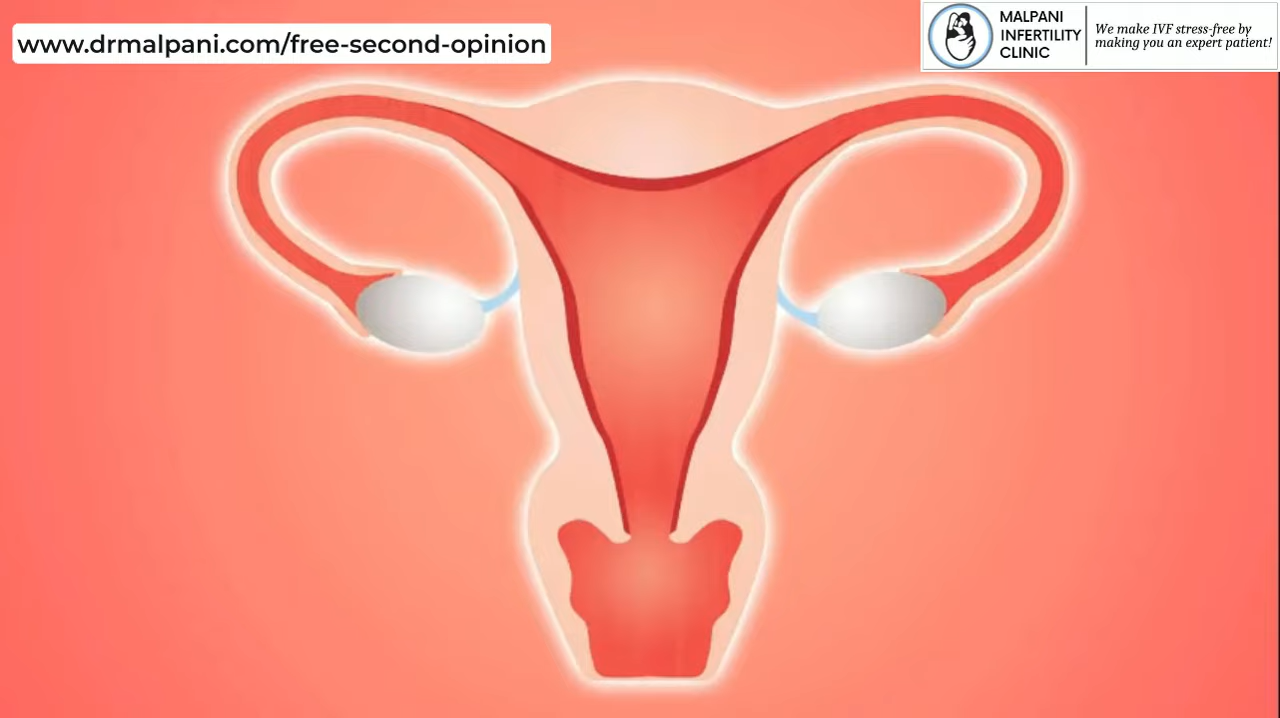 www.drmalpani.com/free-second-opinion
MALPANI
INFERTILITY
CLINIC
We make IVF stress-free by
making you an expert patient!